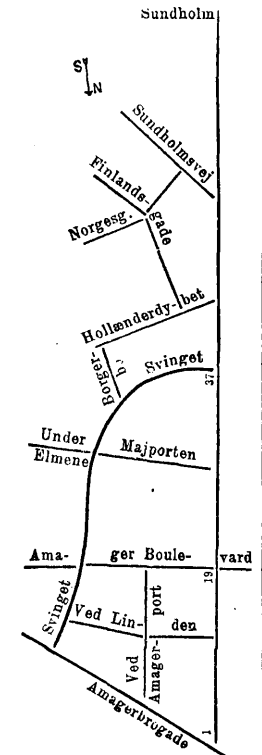 Sundholm
S
N
Sundholmsvej
Finlands-
gade
Norgesg.
Hollænderdy-bet
Borger-
by
Svinget
37
Under
Elmene
Majporten
Ama-
ger Boule-
vard
19
Svinget
Ved Lin-
den
Ved
Amager-
port
Amagerbrogade
1